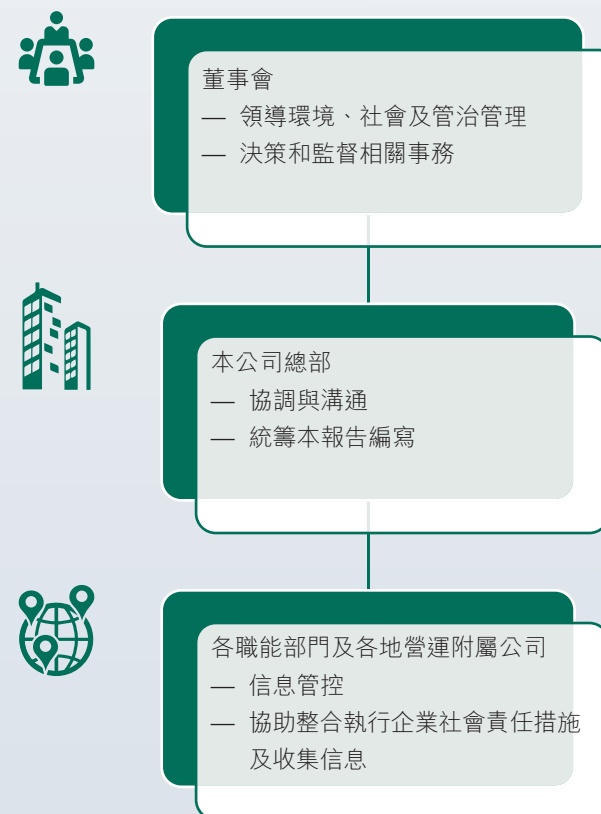 董事會
— 領導環境、社會及管治管理
— 決策和監督相關事務
本公司總部
— 協調與溝通
— 統籌本報告編寫
各職能部門及各地營運附屬公司
— 信息管控
— 協助整合執行企業社會責任措施
及收集信息